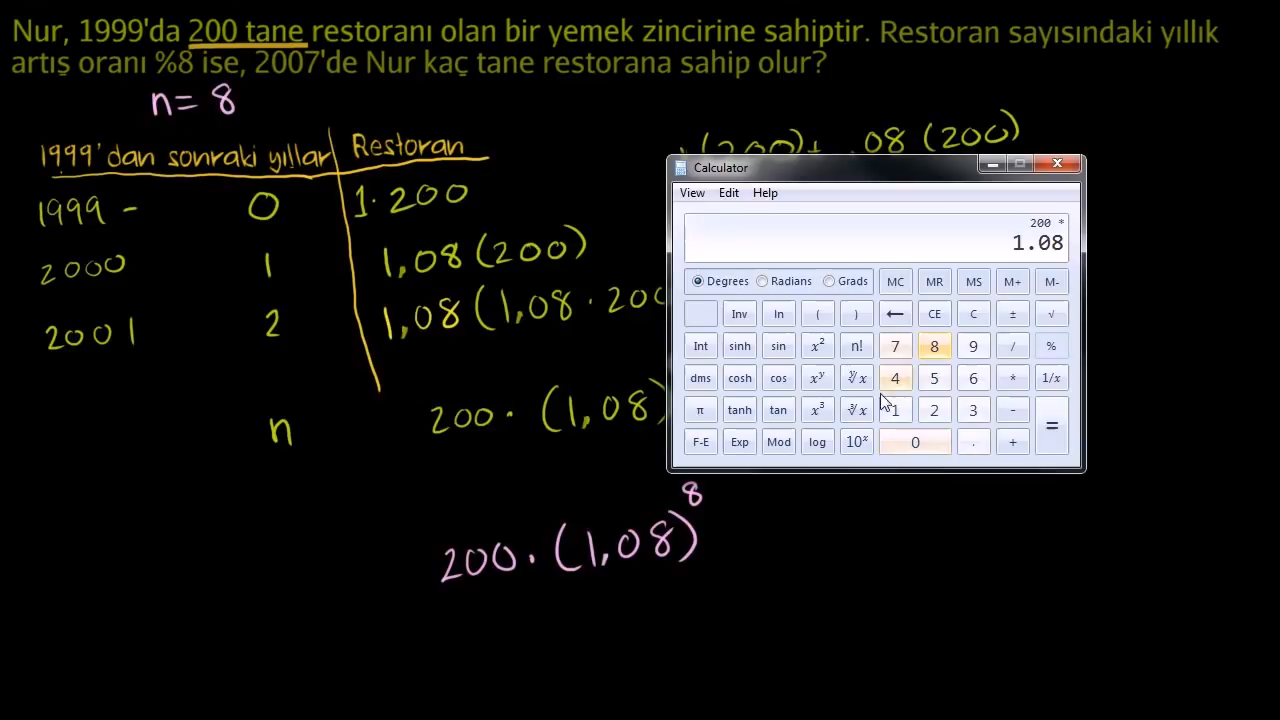 Nur, 1999'da 200 tane restoranı olan bir yemek zincirine sahiptir. Restoran sayısındaki yıllık
artış oranı %8 ise, 2007'de Nur kaç tane restorana sahip olur?
n= 8
1999'dan sonraki yıllar Restoran
(200)+ .08 (200)
1999 - 0 1·200
2000 1 1,08 (200)
2001 2 1,08 (1,08 · 200
n 200 · (1,08)
200 · (1,08)⁸
Calculator
View Edit Help
200 *
1.08
Degrees Radians Grads MC MR MS M+ M-
Inv ln ( ) ← CE C ± √
Int sinh sin x² n! 7 8 9 / %
dms cosh cos xʸ ʸ√x 4 5 6 * 1/x
π tanh tan x³ ³√x 1 2 3 - =
F-E Exp Mod log 10ˣ 0 . +